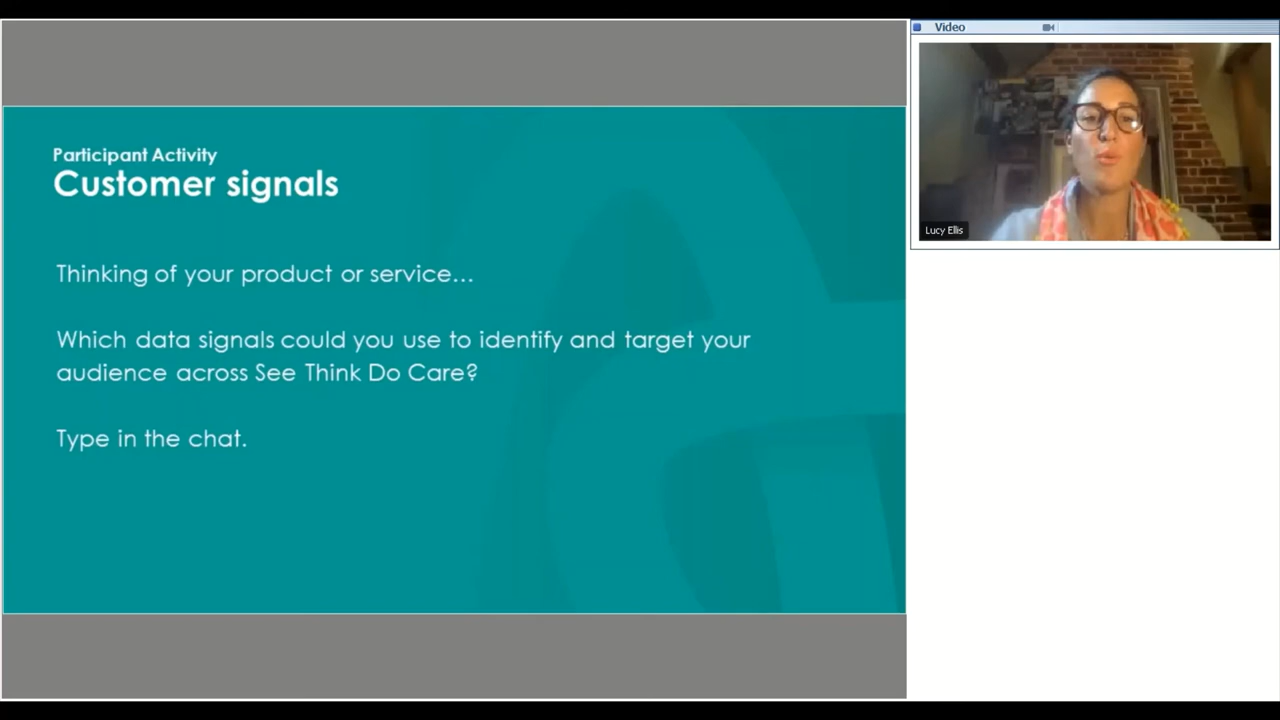 Video
Participant Activity
Customer signals
Thinking of your product or service...
Which data signals could you use to identify and target your
audience across See Think Do Care?
Type in the chat.
Lucy Ellis